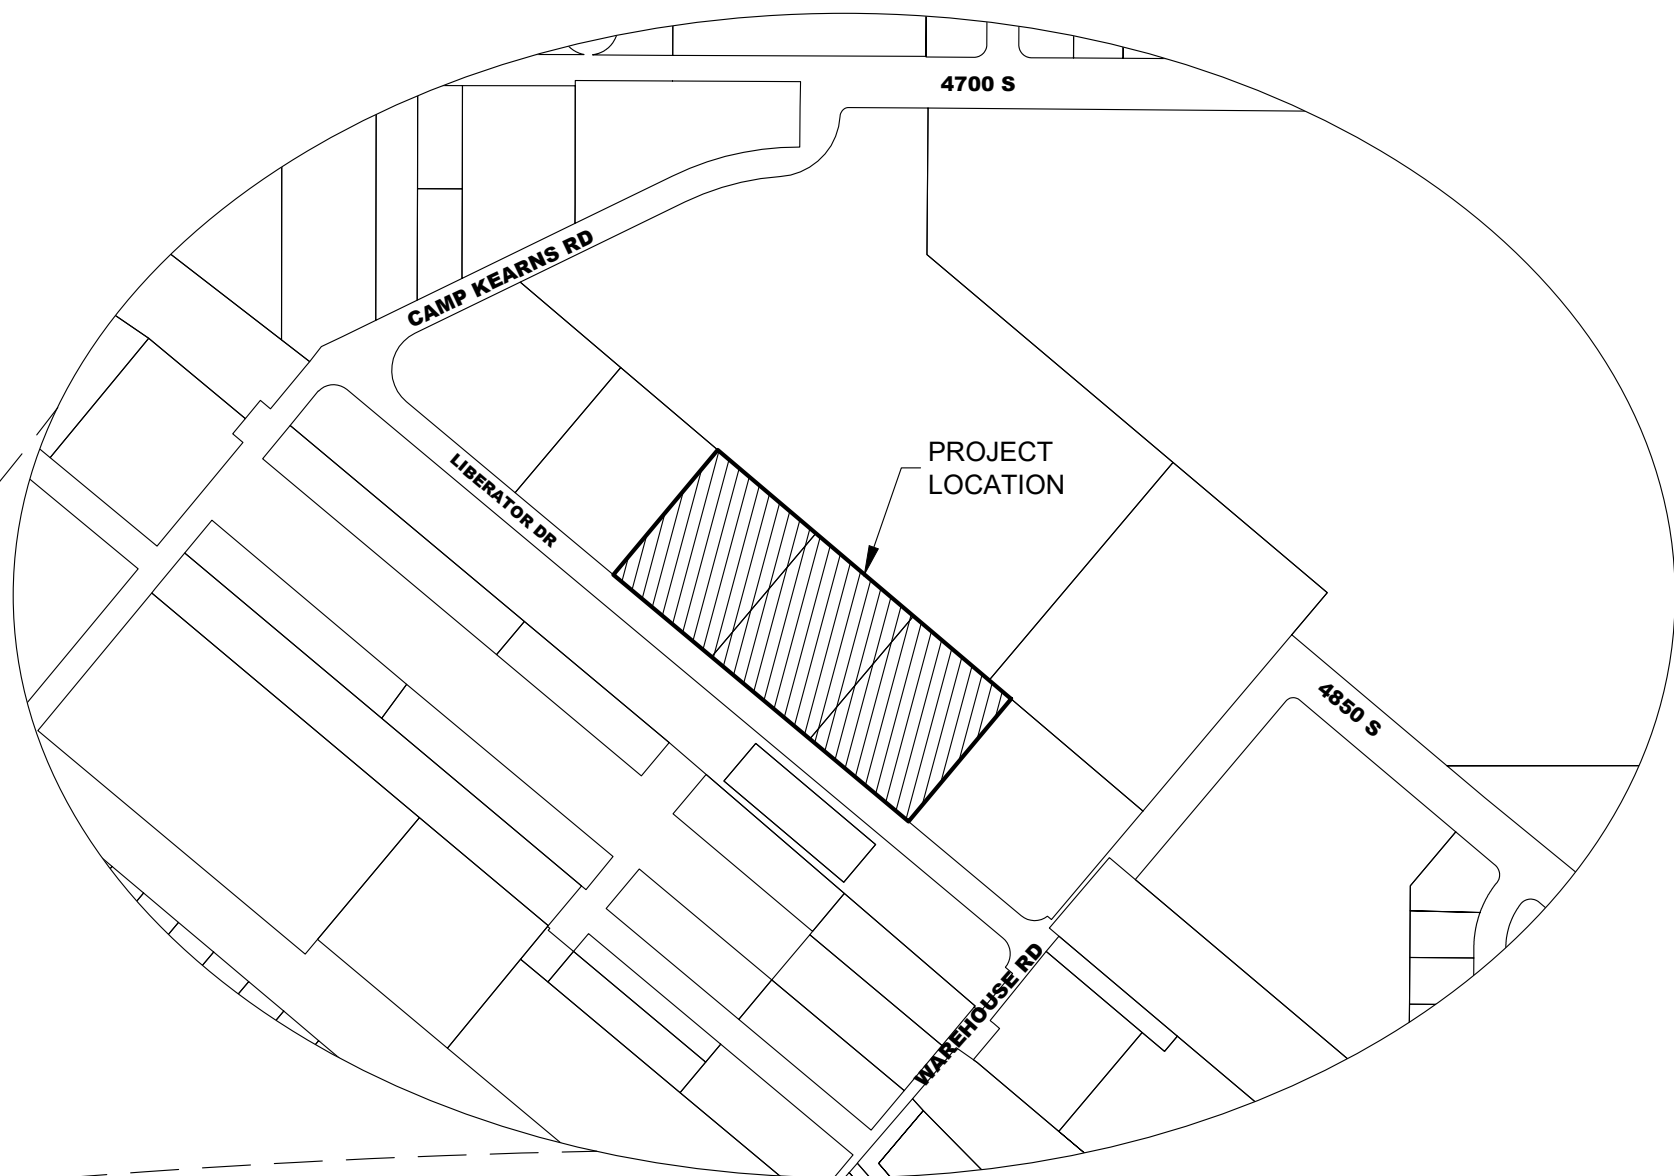 4700 S
CAMP KEARNS RD
PROJECT
LOCATION
LIBERATOR DR
4850 S
WAREHOUSE RD